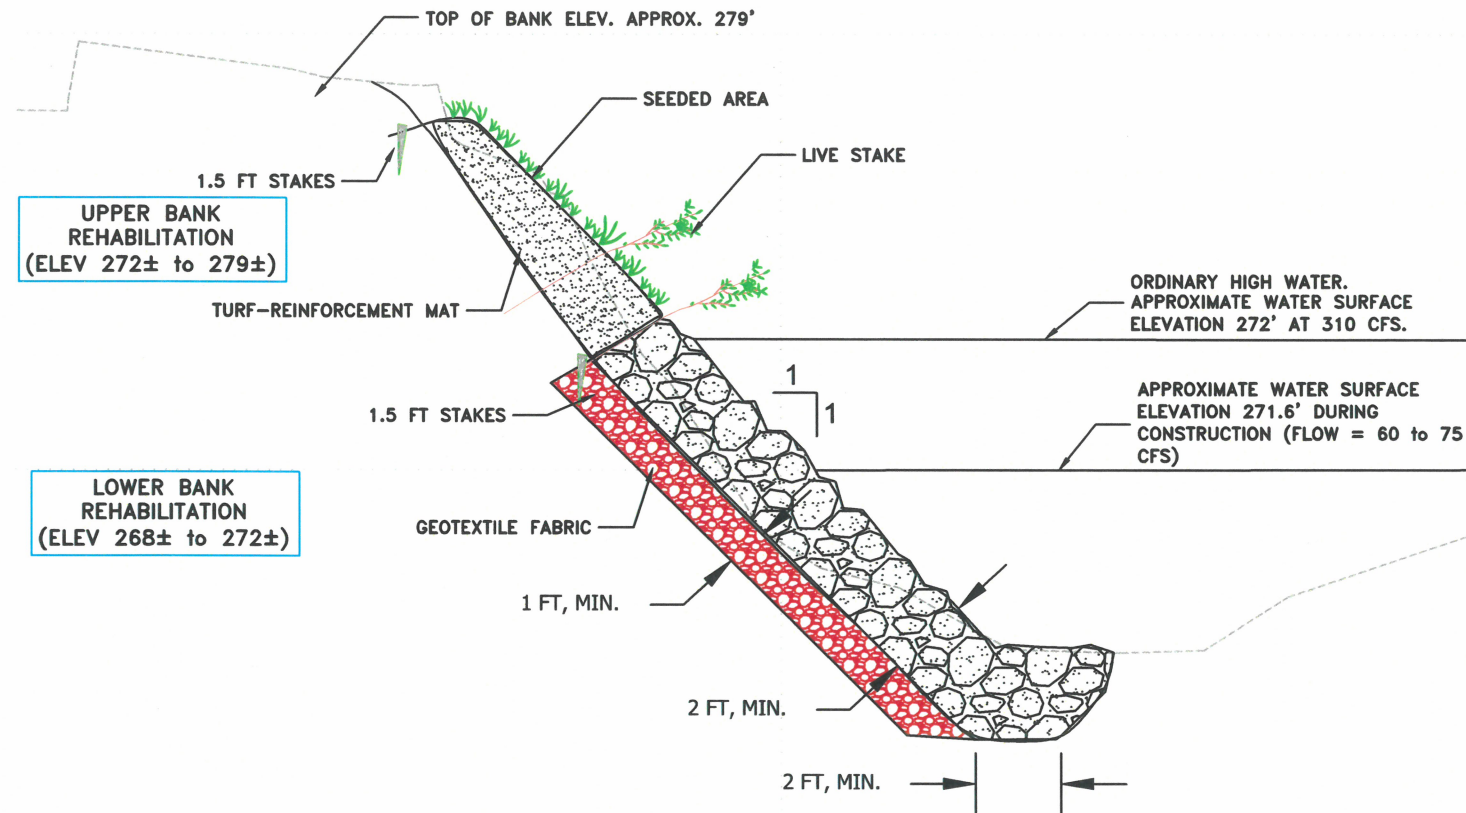 TOP OF BANK ELEV. APPROX. 279'
SEEDED AREA
LIVE STAKE
1.5 FT STAKES
UPPER BANK
REHABILITATION
(ELEV 272± to 279±)
TURF-REINFORCEMENT MAT
ORDINARY HIGH WATER.
APPROXIMATE WATER SURFACE
ELEVATION 272' AT 310 CFS.
1
1
APPROXIMATE WATER SURFACE
ELEVATION 271.6' DURING
CONSTRUCTION (FLOW = 60 to 75
CFS)
1.5 FT STAKES
LOWER BANK
REHABILITATION
(ELEV 268± to 272±)
GEOTEXTILE FABRIC
1 FT, MIN.
2 FT, MIN.
2 FT, MIN.